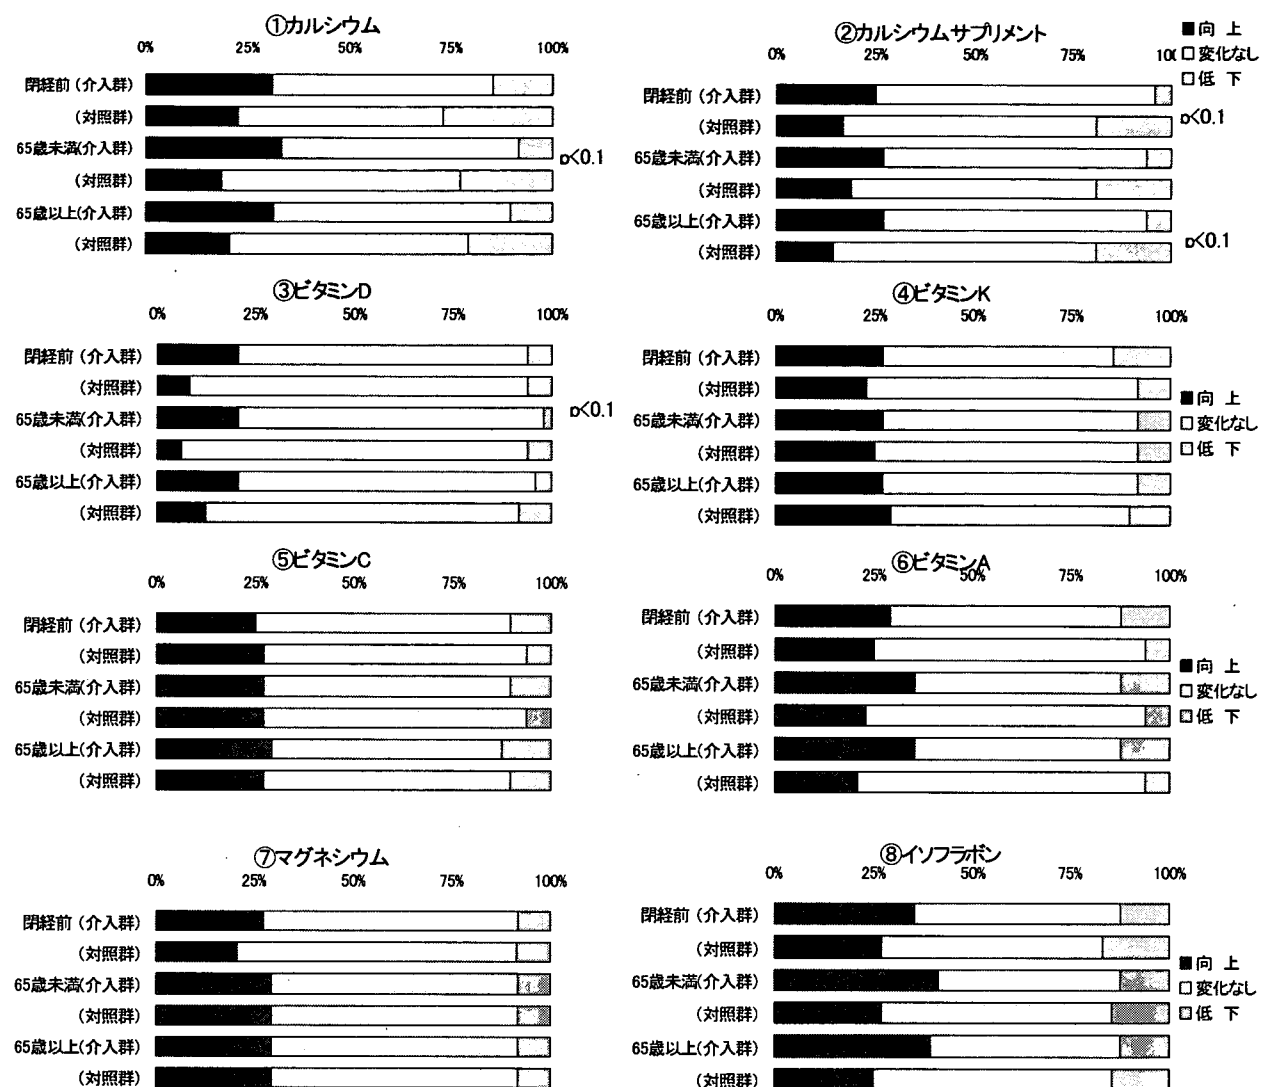 ①カルシウム
0% 25% 50% 75% 100%
閉経前（介入群）
（対照群）
65歳未満(介入群)
p<0.1
（対照群）
65歳以上(介入群)
（対照群）
②カルシウムサプリメント
0% 25% 50% 75% 100
■向 上
□変化なし
□低 下
閉経前（介入群）
p<0.1
（対照群）
65歳未満(介入群)
（対照群）
65歳以上(介入群)
p<0.1
（対照群）
③ビタミンD
0% 25% 50% 75% 100%
閉経前（介入群）
（対照群）
65歳未満(介入群)
p<0.1
（対照群）
65歳以上(介入群)
（対照群）
④ビタミンK
0% 25% 50% 75% 100%
閉経前（介入群）
（対照群）
65歳未満(介入群)
（対照群）
65歳以上(介入群)
（対照群）
■向 上
□変化なし
□低 下
⑤ビタミンC
0% 25% 50% 75% 100%
閉経前（介入群）
（対照群）
65歳未満(介入群)
（対照群）
65歳以上(介入群)
（対照群）
⑥ビタミンA
0% 25% 50% 75% 100%
閉経前（介入群）
（対照群）
65歳未満(介入群)
（対照群）
65歳以上(介入群)
（対照群）
■向 上
□変化なし
□低 下
⑦マグネシウム
0% 25% 50% 75% 100%
閉経前（介入群）
（対照群）
65歳未満(介入群)
（対照群）
65歳以上(介入群)
（対照群）
⑧イソフラボン
0% 25% 50% 75% 100%
閉経前（介入群）
（対照群）
65歳未満(介入群)
（対照群）
65歳以上(介入群)
（対照群）
■向 上
□変化なし
□低 下